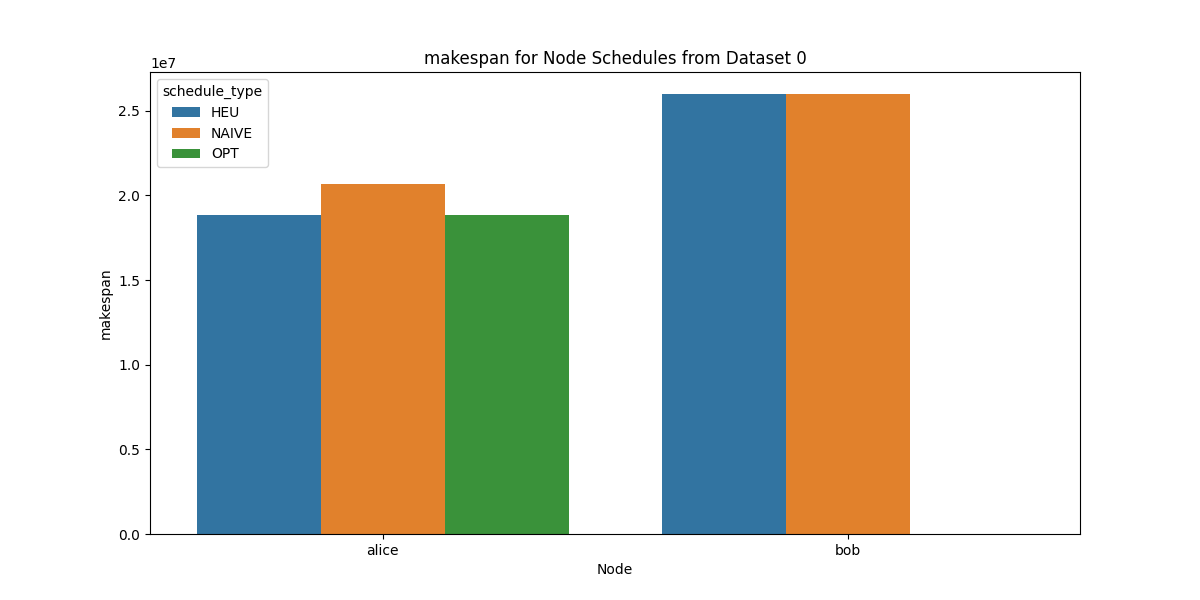 makespan for Node Schedules from Dataset 0
1e7
schedule_type
HEU
NAIVE
OPT
2.5
2.0
1.5
1.0
0.5
0.0
makespan
alice
bob
Node